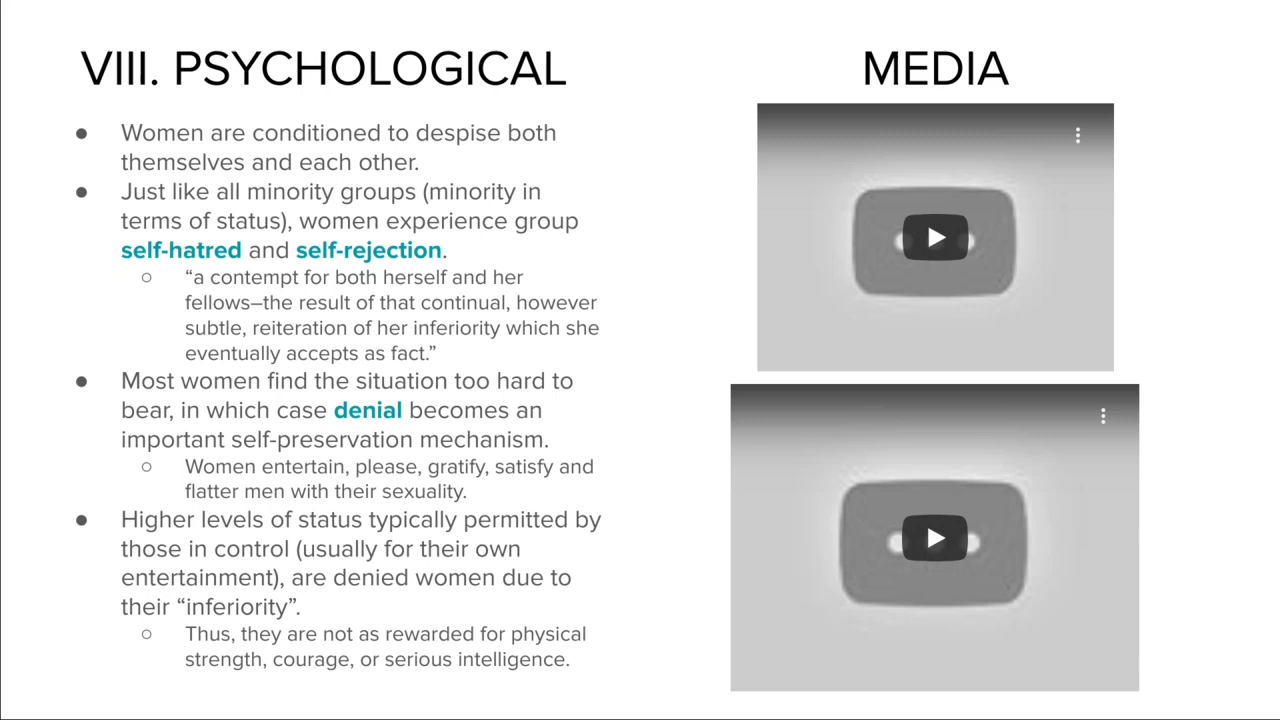 VIII. PSYCHOLOGICAL
● Women are conditioned to despise both
themselves and each other.
● Just like all minority groups (minority in
terms of status), women experience group
self-hatred and self-rejection.
○ “a contempt for both herself and her
fellows–the result of that continual, however
subtle, reiteration of her inferiority which she
eventually accepts as fact.”
● Most women find the situation too hard to
bear, in which case denial becomes an
important self-preservation mechanism.
○ Women entertain, please, gratify, satisfy and
flatter men with their sexuality.
● Higher levels of status typically permitted by
those in control (usually for their own
entertainment), are denied women due to
their “inferiority”.
○ Thus, they are not as rewarded for physical
strength, courage, or serious intelligence.
MEDIA